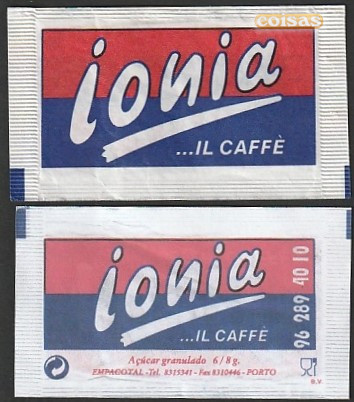 coisas
ionia
...IL CAFFÈ
ionia
...IL CAFFÈ
96 289 40 10
Açúcar granulado 6/8 g.
EMPACOTAL - Tel. 8315341 - Fax 8310446 - PORTO
B.V.